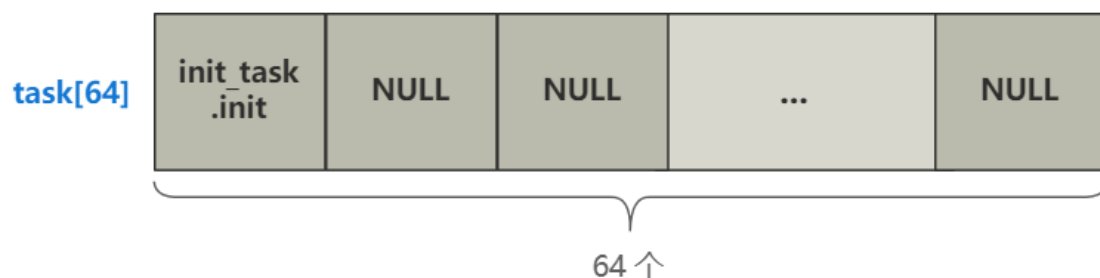 task[64]
init_task
.init
NULL
NULL
...
NULL
64 个